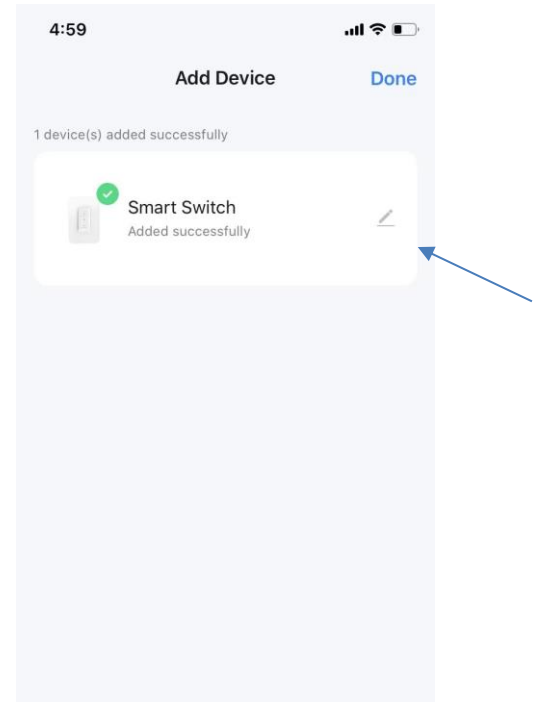 4:59
Add Device
Done
1 device(s) added successfully
Smart Switch
Added successfully